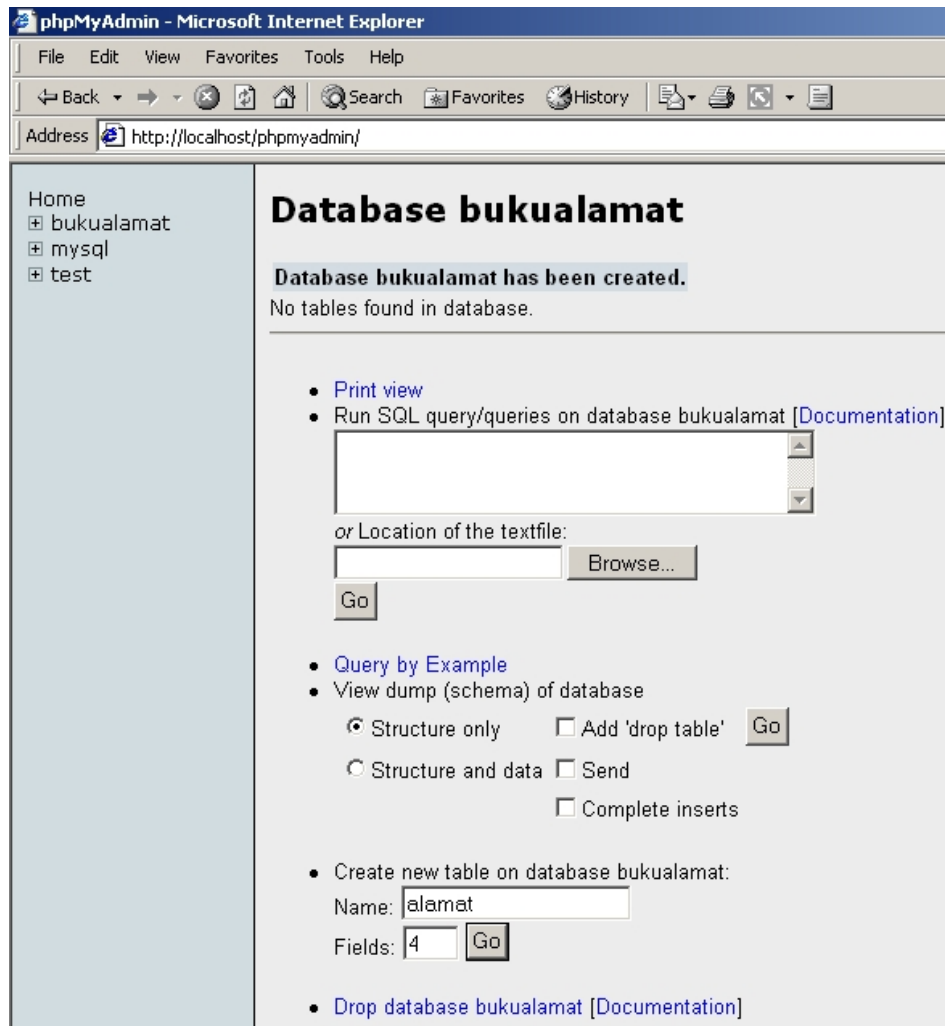 phpMyAdmin - Microsoft Internet Explorer
File Edit View Favorites Tools Help
Back Search Favorites History
Address http://localhost/phpmyadmin/
Home
bukualamat
mysql
test
Database bukualamat
Database bukualamat has been created.
No tables found in database.
Print view
Run SQL query/queries on database bukualamat [Documentation]
or Location of the textfile:
Browse...
Go
Query by Example
View dump (schema) of database
Structure only Add 'drop table' Go
Structure and data Send
Complete inserts
Create new table on database bukualamat:
Name: alamat
Fields: 4 Go
Drop database bukualamat [Documentation]